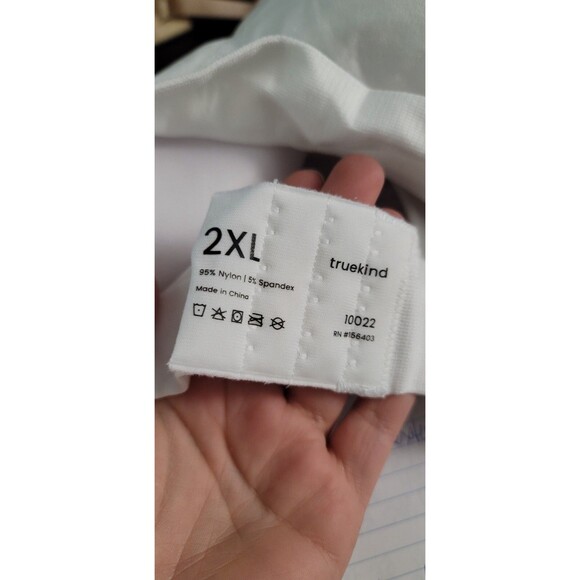 2XL
95% Nylon | 5% Spandex
Made in China
truekind
10022
RN #156403